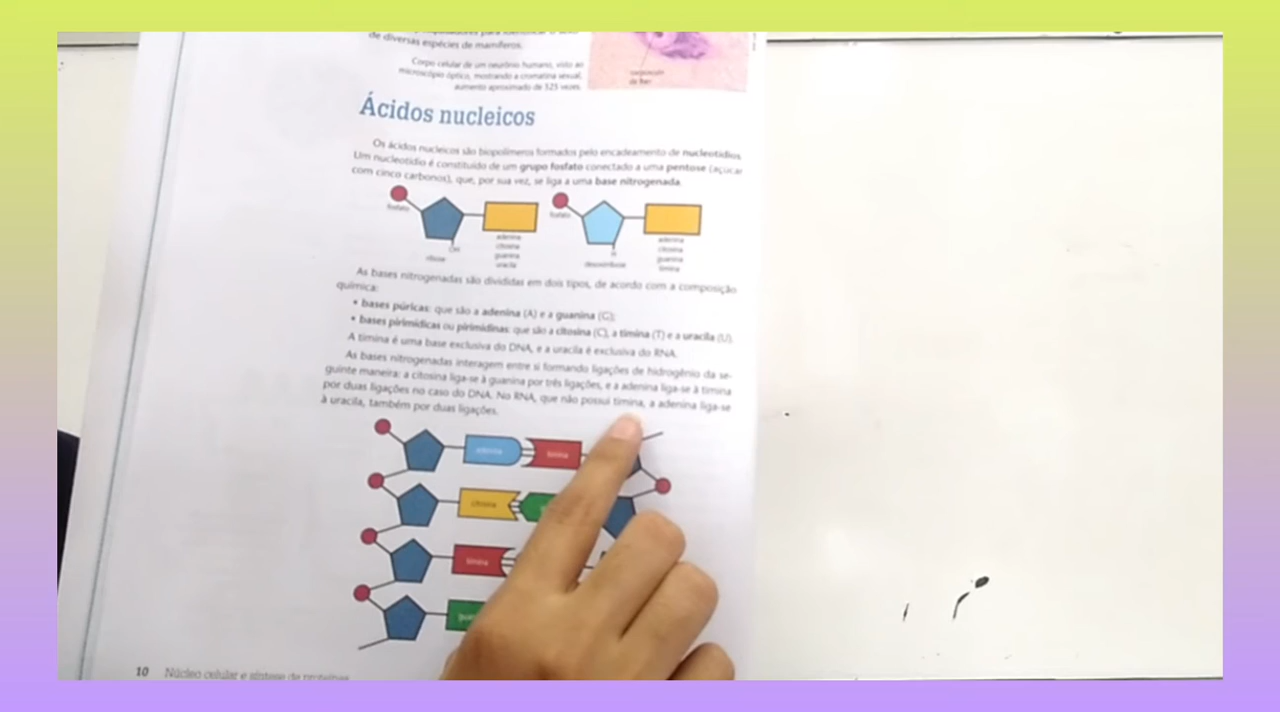 de diversas espécies de mamíferos.
Corpo celular de um neurônio humano, visto ao
microscópio óptico, mostrando a cromatina sexual,
aumento aproximado de 325 vezes.
Ácidos nucleicos
Os ácidos nucleicos são biopolímeros formados pelo encadeamento de nucleotídios.
Um nucleotídio é constituído de um grupo fosfato conectado a uma pentose (açúcar
com cinco carbonos), que, por sua vez, se liga a uma base nitrogenada.
fosfato
fosfato
OH
H
adenina
citosina
guanina
uracila
adenina
citosina
guanina
timina
ribose
desoxirribose
As bases nitrogenadas são divididas em dois tipos, de acordo com a composição
química:
• bases púricas: que são a adenina (A) e a guanina (G);
• bases pirimídicas ou pirimidinas: que são a citosina (C), a timina (T) e a uracila (U).
A timina é uma base exclusiva do DNA, e a uracila é exclusiva do RNA.
As bases nitrogenadas interagem entre si formando ligações de hidrogênio da se-
guinte maneira: a citosina liga-se à guanina por três ligações, e a adenina liga-se à timina
por duas ligações no caso do DNA. No RNA, que não possui timina, a adenina liga-se
à uracila, também por duas ligações.
adenina timina
citosina
timina
10 Núcleo celular e síntese de proteínas